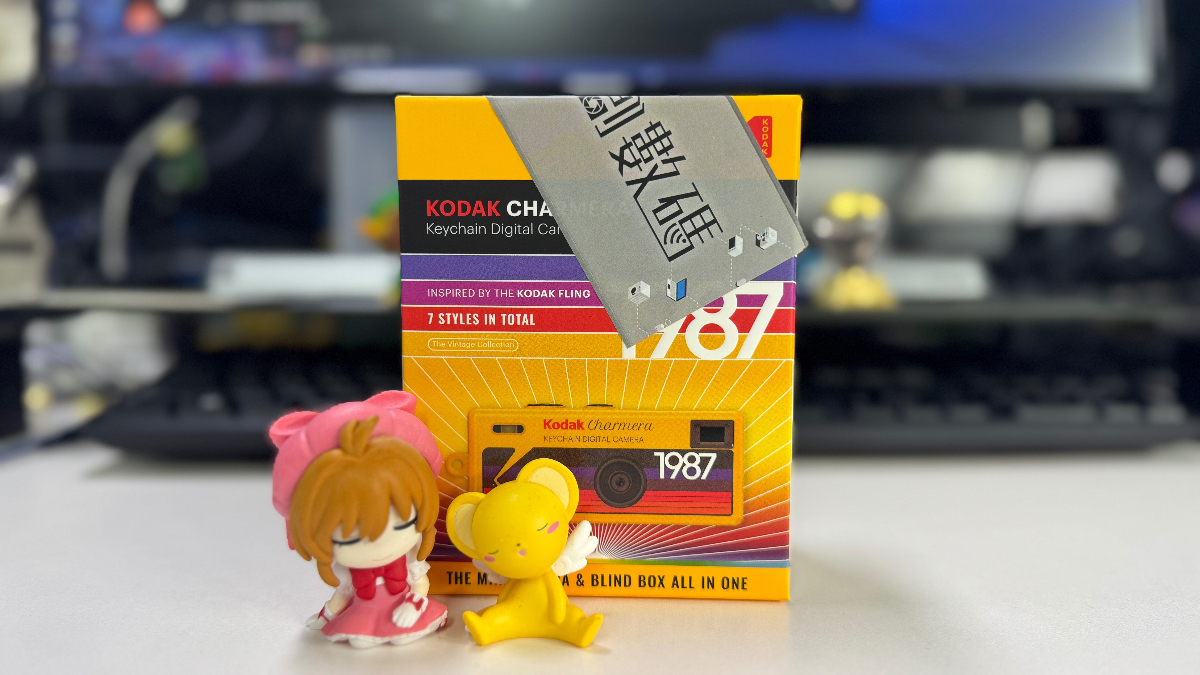 數碼
KODAK
KODAK CHARMERA
Keychain Digital
INSPIRED BY THE KODAK FLING
7 STYLES IN TOTAL
1987
The Vintage Collection
Kodak Charmera
KEYCHAIN DIGITAL CAMERA
1987
THE & BLIND BOX ALL IN ONE